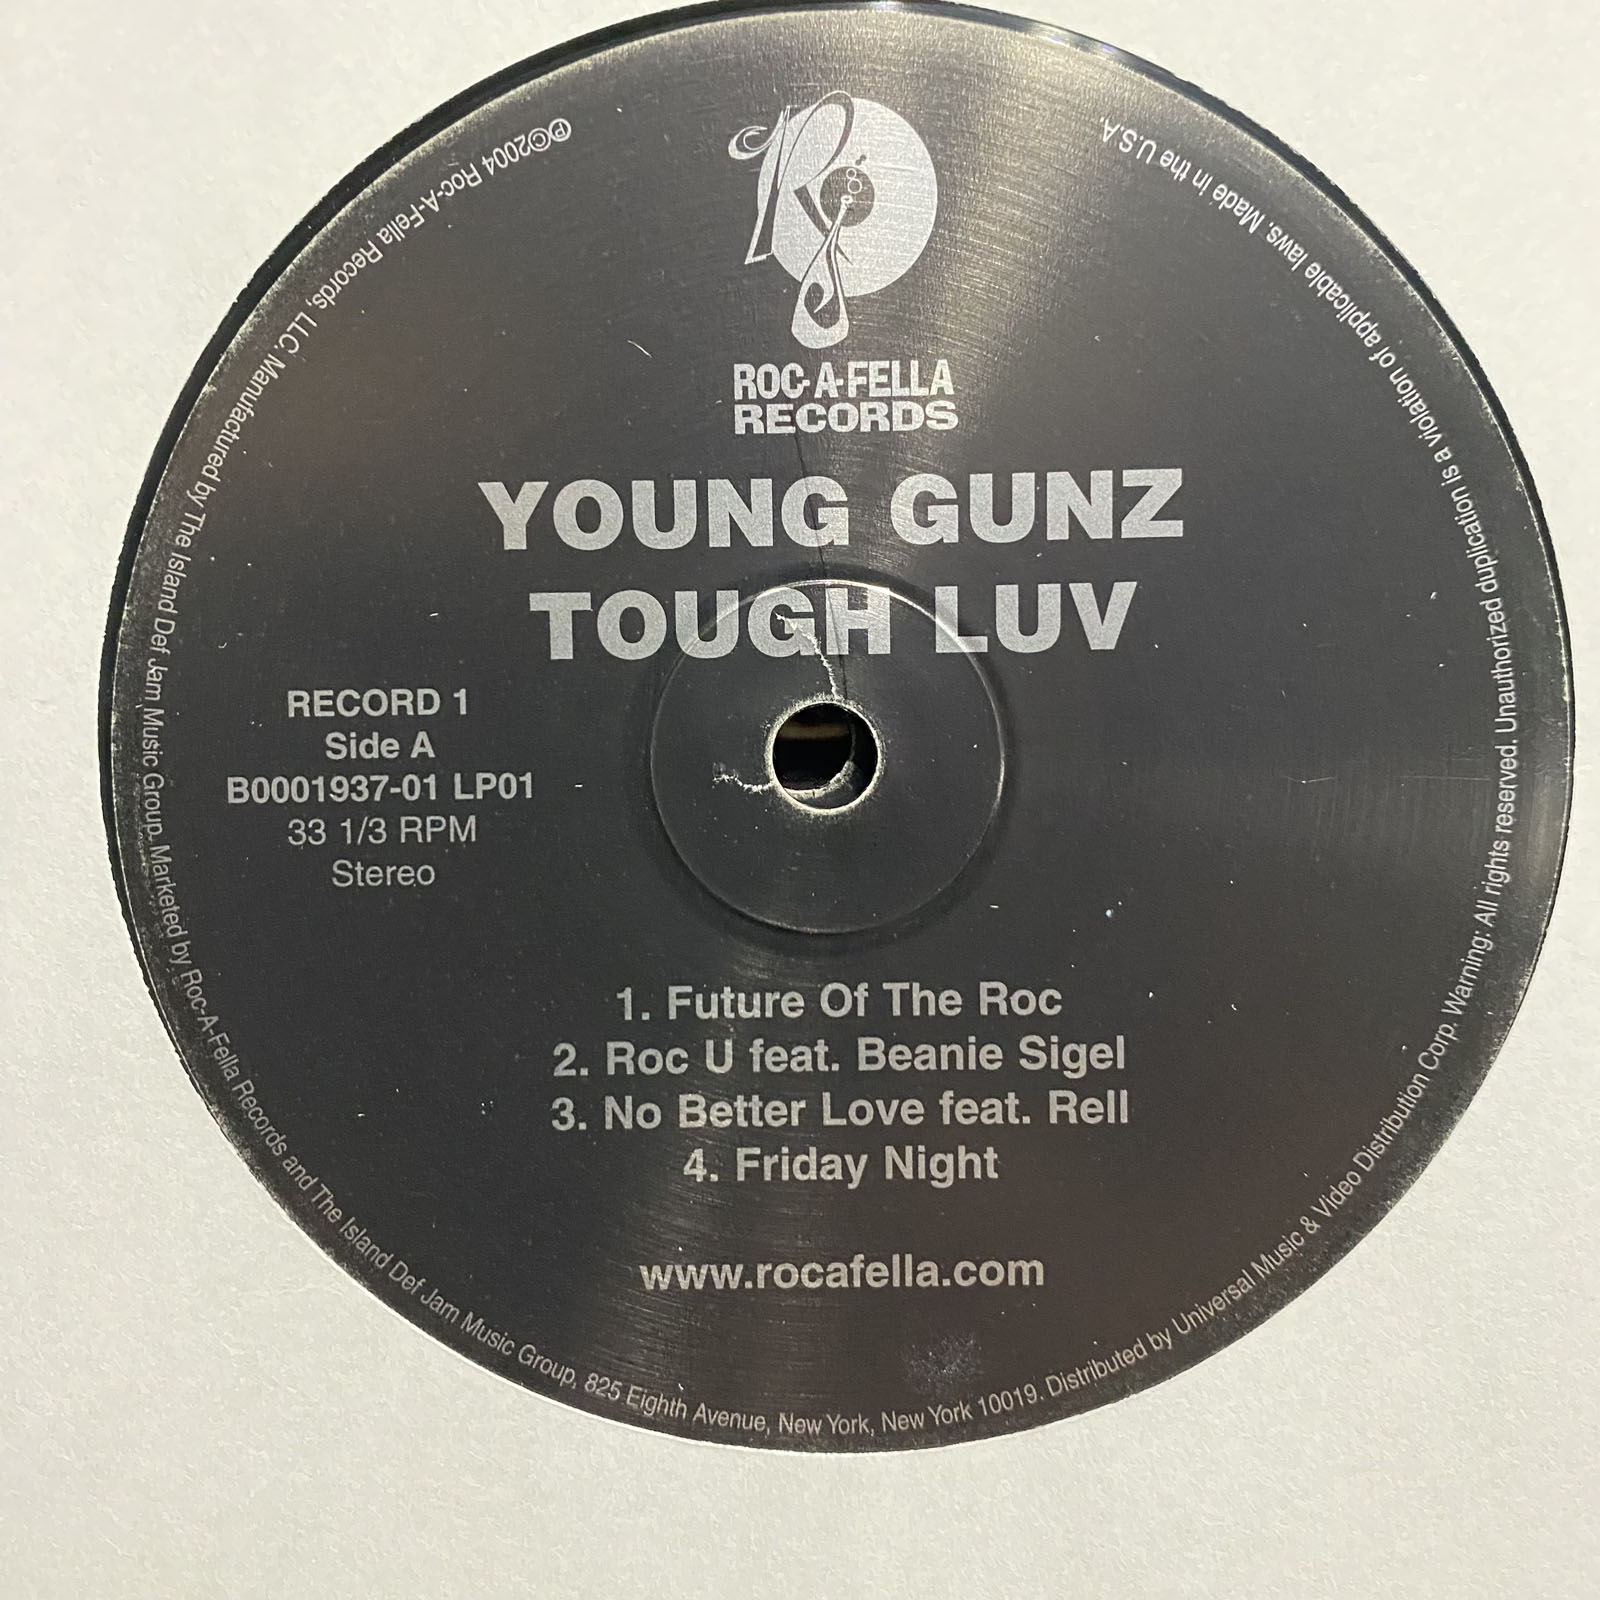 ROC-A-FELLA
RECORDS
YOUNG GUNZ
TOUGH LUV
RECORD 1
Side A
B0001937-01 LP01
33 1/3 RPM
Stereo
1. Future Of The Roc
2. Roc U feat. Beanie Sigel
3. No Better Love feat. Rell
4. Friday Night
www.rocafella.com
℗©2004 Roc-A-Fella Records, LLC. Manufactured by The Island Def Jam Music Group. Marketed by Roc-A-Fella Records and The Island Def Jam Music Group, 825 Eighth Avenue, New York, New York 10019. Distributed by Universal Music & Video Distribution Corp. Warning: All rights reserved. Unauthorized duplication is a violation of applicable laws. Made in the U.S.A.